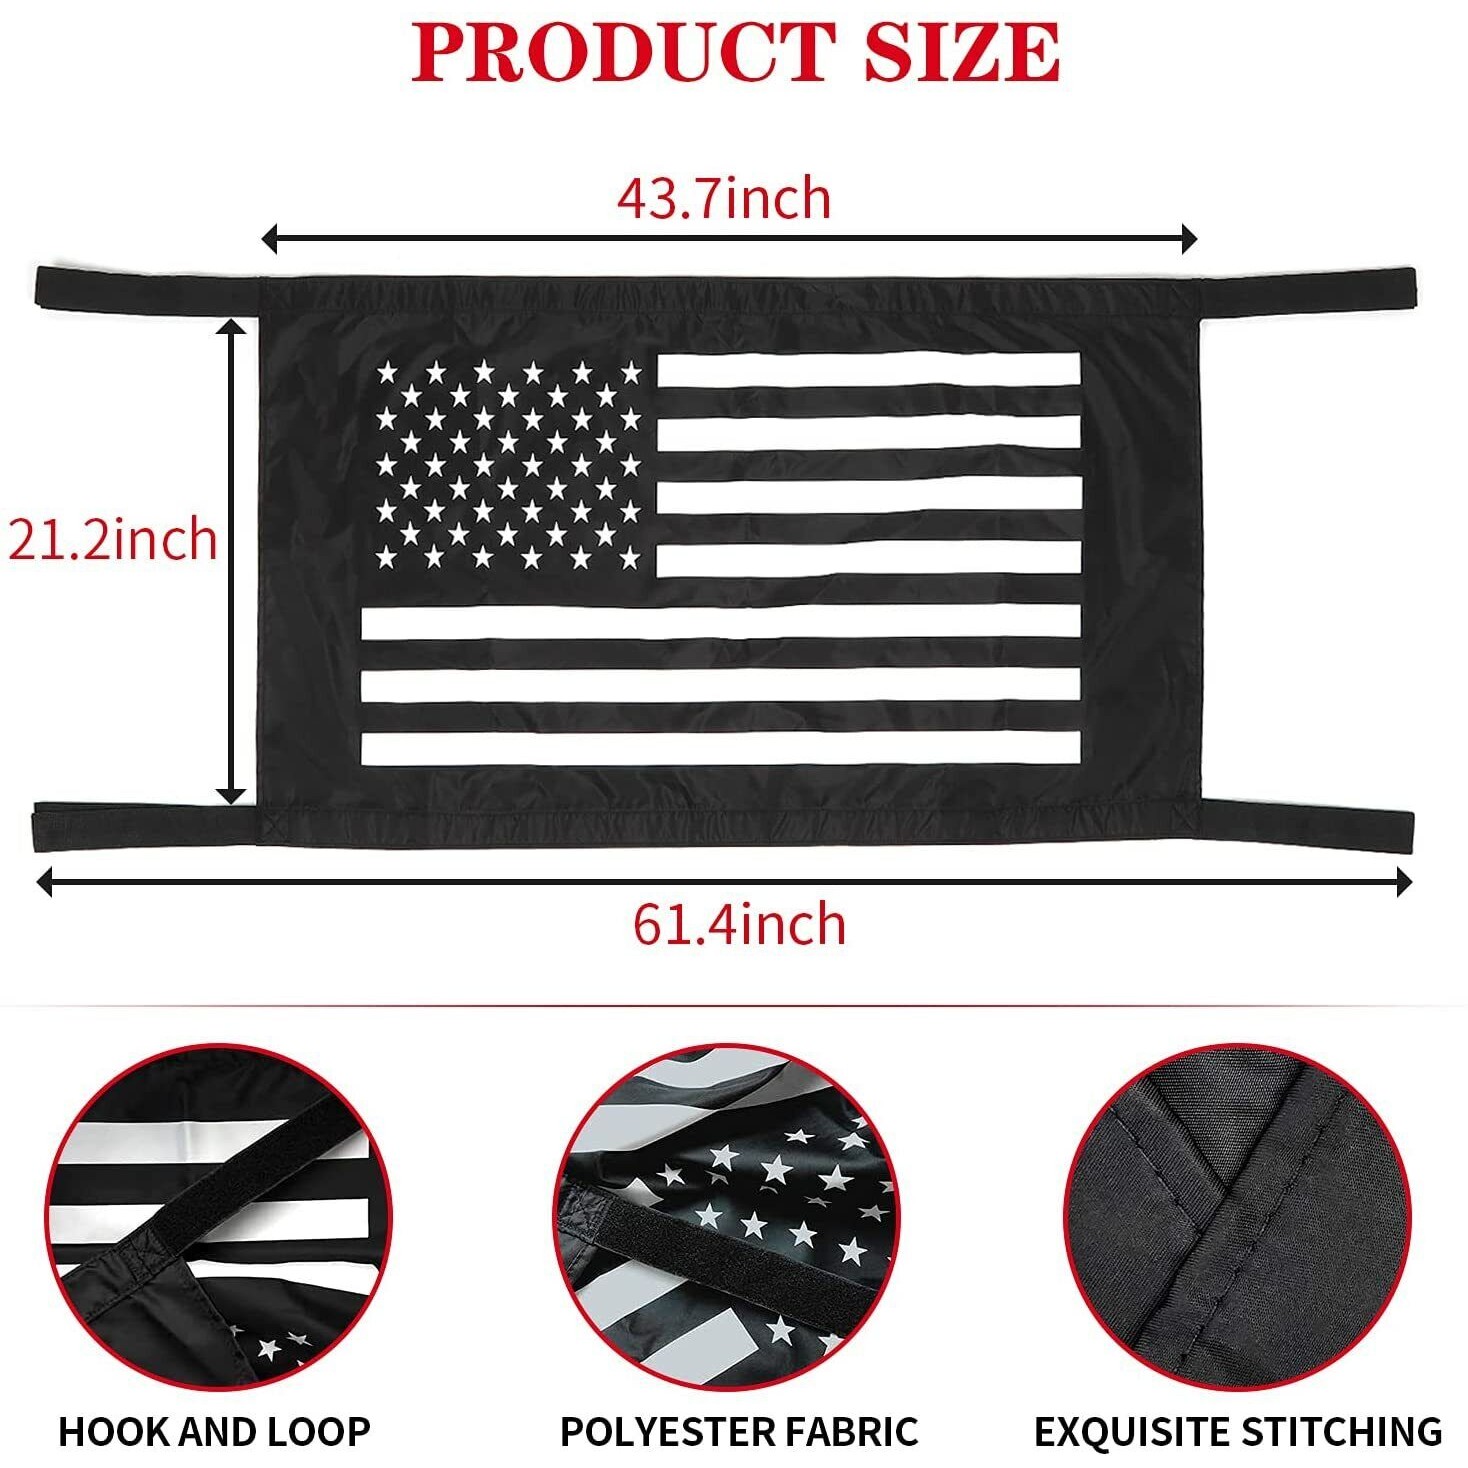 PRODUCT SIZE
43.7inch
21.2inch
61.4inch
HOOK AND LOOP
POLYESTER FABRIC
EXQUISITE STITCHING